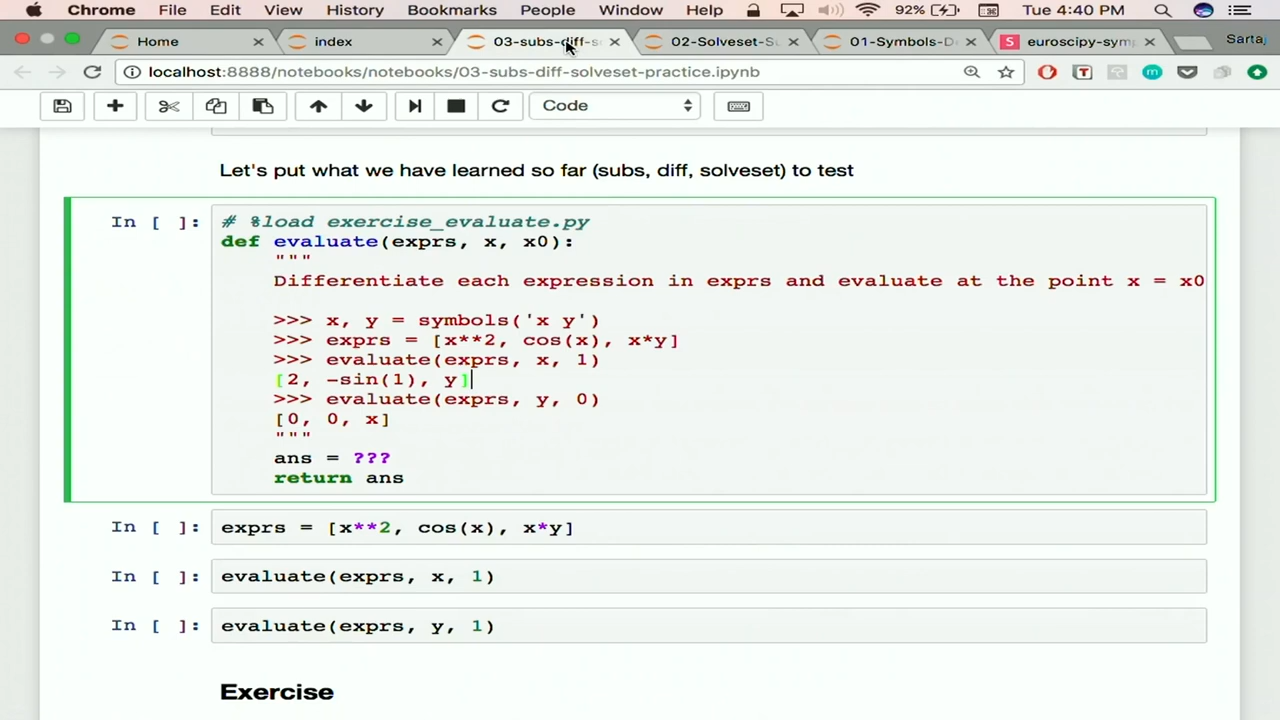 Chrome File Edit View History Bookmarks People Window Help 92% Tue 4:40 PM
Home index 03-subs-diff-s 02-Solveset-Su 01-Symbols-De euroscipy-symp Sartaj
localhost:8888/notebooks/notebooks/03-subs-diff-solveset-practice.ipynb
Code
Let's put what we have learned so far (subs, diff, solveset) to test
In [ ]: # %load exercise_evaluate.py
def evaluate(exprs, x, x0):
"""
Differentiate each expression in exprs and evaluate at the point x = x0
>>> x, y = symbols('x y')
>>> exprs = [x**2, cos(x), x*y]
>>> evaluate(exprs, x, 1)
[2, -sin(1), y]
>>> evaluate(exprs, y, 0)
[0, 0, x]
"""
ans = ???
return ans
In [ ]: exprs = [x**2, cos(x), x*y]
In [ ]: evaluate(exprs, x, 1)
In [ ]: evaluate(exprs, y, 1)
Exercise